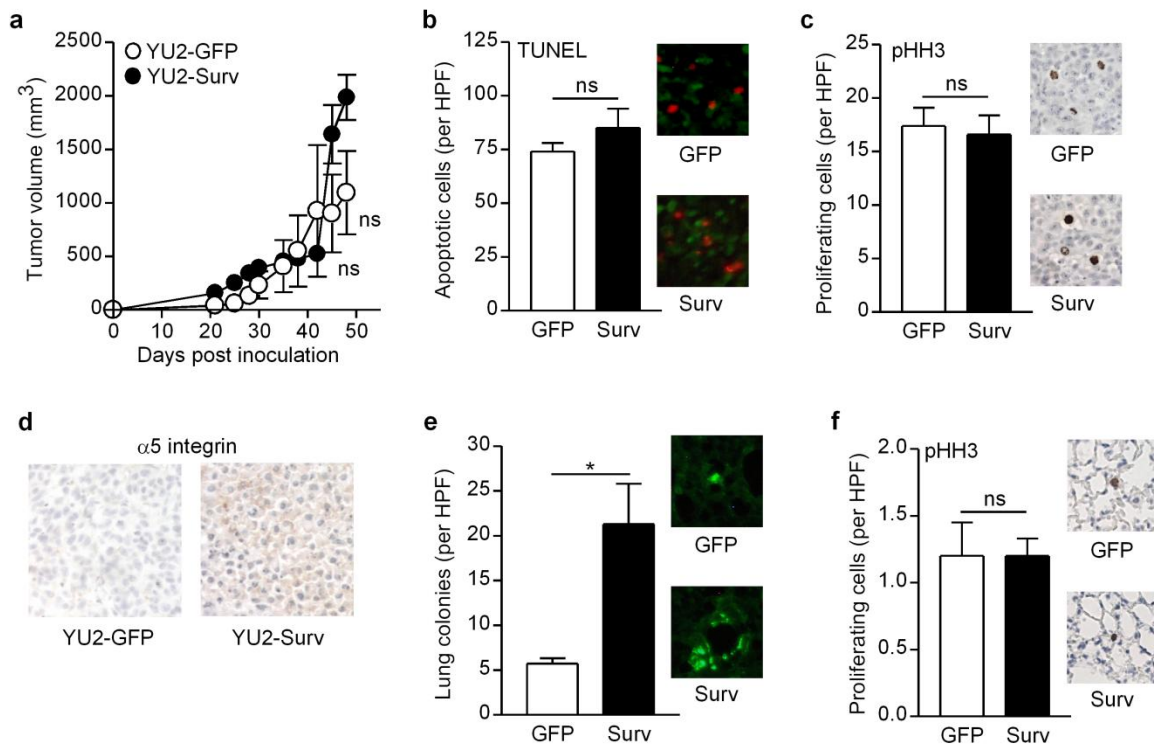 a
2500
2000
1500
1000
500
0
Tumor volume (mm3)
YU2-GFP
YU2-Surv
ns
ns
0 10 20 30 40 50
Days post inoculation
b
125
100
75
50
25
0
Apoptotic cells (per HPF)
TUNEL
ns
GFP Surv
GFP
Surv
c
25
20
15
10
5
0
Proliferating cells (per HPF)
pHH3
ns
GFP Surv
GFP
Surv
d
α5 integrin
YU2-GFP YU2-Surv
e
30
25
20
15
10
5
0
Lung colonies (per HPF)
*
GFP Surv
GFP
Surv
f
2.0
1.5
1.0
0.5
0.0
Proliferating cells (per HPF)
pHH3
ns
GFP Surv
GFP
Surv